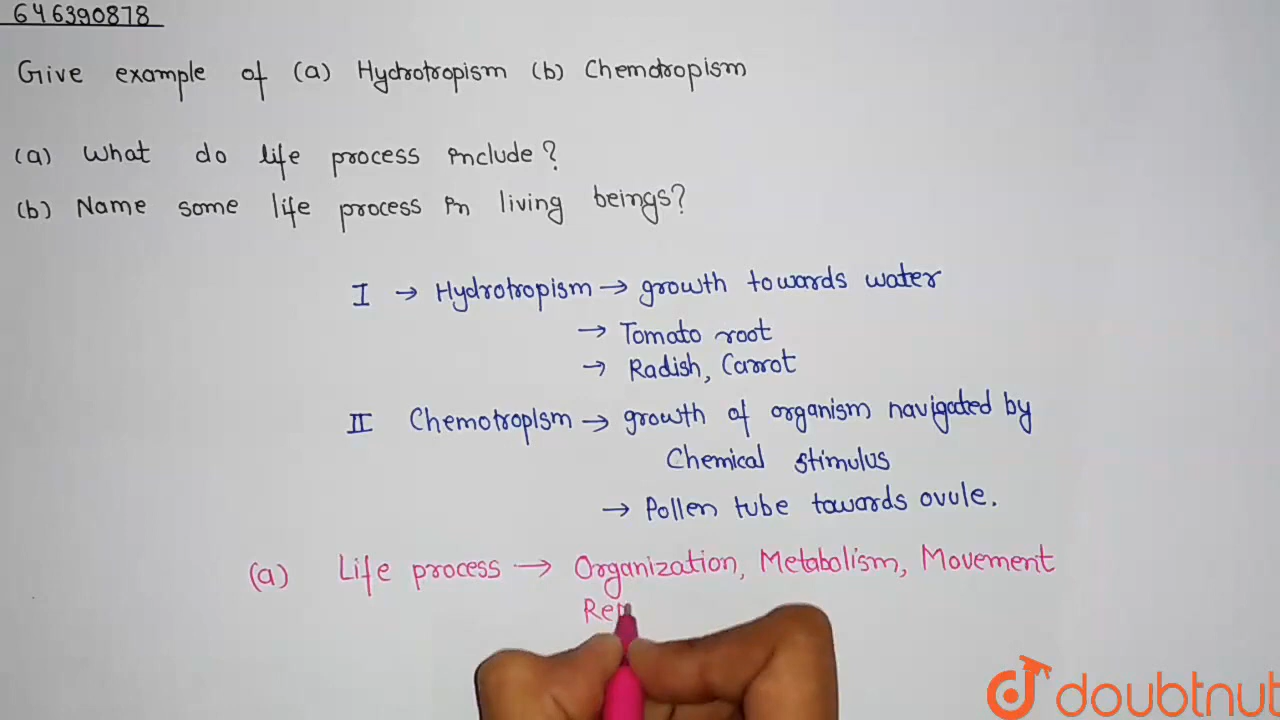 646390878
Give example of (a) Hydrotropism (b) Chemotropism
(a) What do life process include?
(b) Name some life process in living beings?
I → Hydrotropism → growth towards water
→ Tomato root
→ Radish, Carrot
II Chemotropism → growth of organism navigated by
Chemical stimulus
→ Pollen tube towards ovule.
(a) Life process → Organization, Metabolism, Movement
Rep
doubtnut